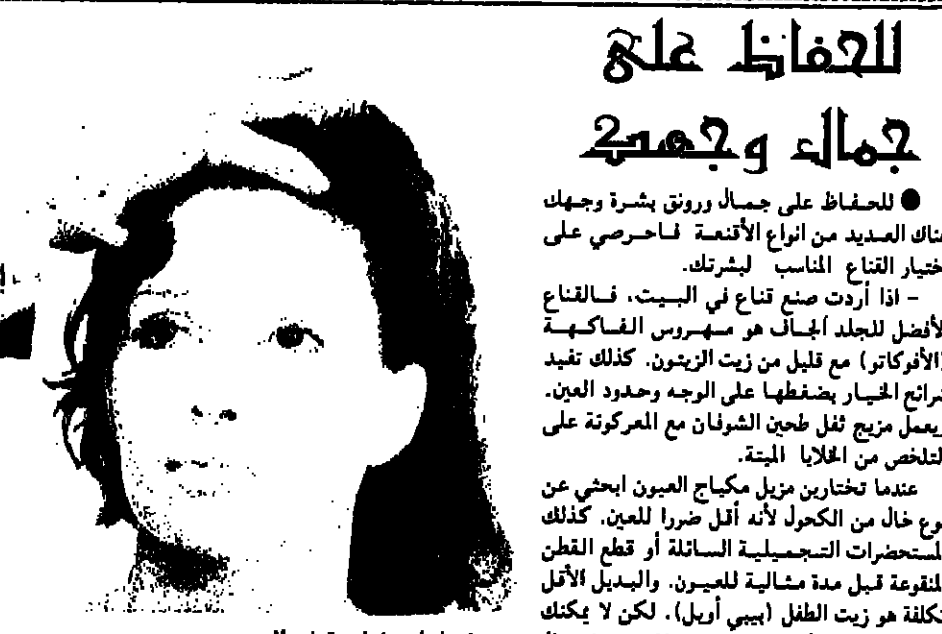 للحفاظ على
جمال وجهك
● للحفاظ على جمال ورونق بشرة وجهك
هناك العديد من انواع الأقنعة فاحرصي على
اختيار القناع المناسب لبشرتك.
- اذا أردت صنع قناع في البيت، فالقناع
الأفضل للجلد الجاف هو مهروس الفاكهة
(الأفوكاتو) مع قليل من زيت الزيتون. كذلك تفيد
شرائح الخيار بضغطها على الوجه وحدود العين.
ويعمل مزيج ثفل طحين الشوفان مع المعركونة على
التلخص من الخلايا الميتة.
عندما تختارين مزيل مكياج العيون ابحثي عن
نوع خال من الكحول لأنه أقل ضررا للعين. كذلك
المستحضرات التجميلية السائلة أو قطع القطن
المنقوعة قبل مدة مثالية للعيون. والبديل الأقل
تكلفة هو زيت الطفل (بيبي أويل). لكن لا يمكنك